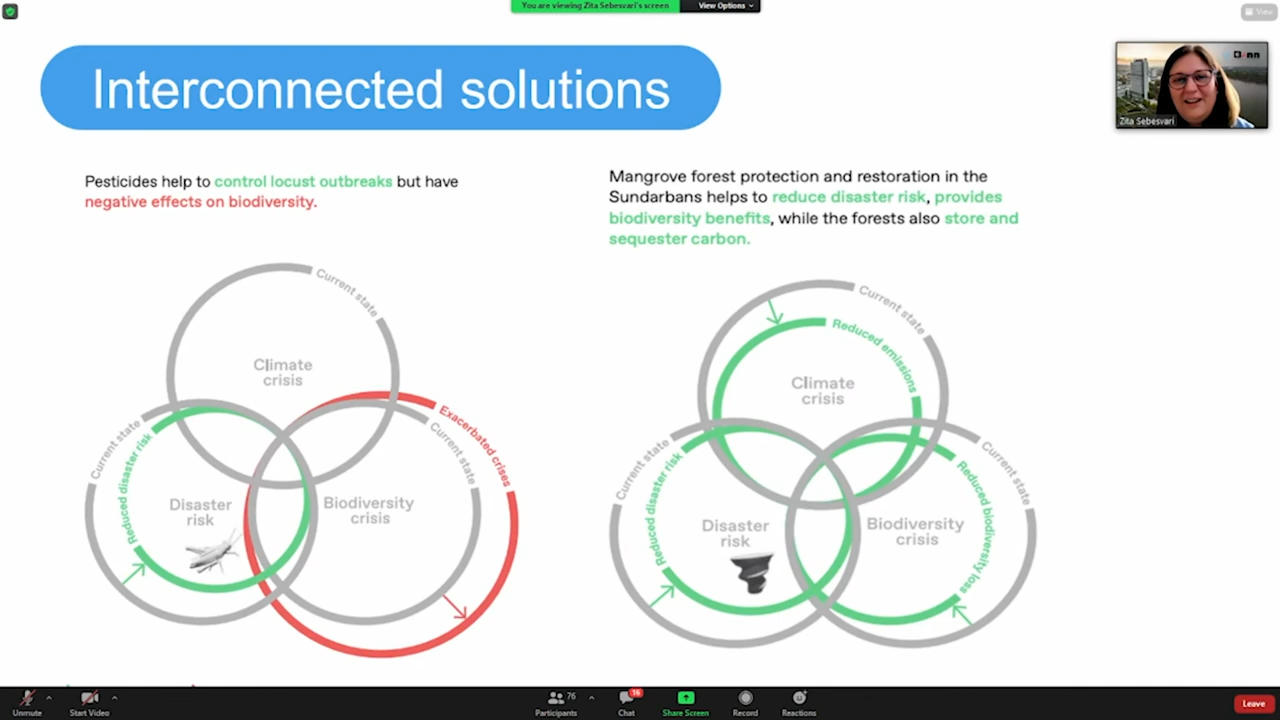 You are viewing Zita Sebesvari's screen
View Options
View
Interconnected solutions
Zita Sebesvari
Pesticides help to control locust outbreaks but have
negative effects on biodiversity.
Current state
Climate
crisis
Current state
Reduced disaster risk
Disaster
risk
Exacerbated crises
Current state
Biodiversity
crisis
Mangrove forest protection and restoration in the
Sundarbans helps to reduce disaster risk, provides
biodiversity benefits, while the forests also store and
sequester carbon.
Current state
Reduced emissions
Climate
crisis
Current state
Reduced disaster risk
Disaster
risk
Current state
Reduced biodiversity loss
Biodiversity
crisis
Unmute
Start Video
76
Participants
16
Chat
Share Screen
Record
Reactions
Leave